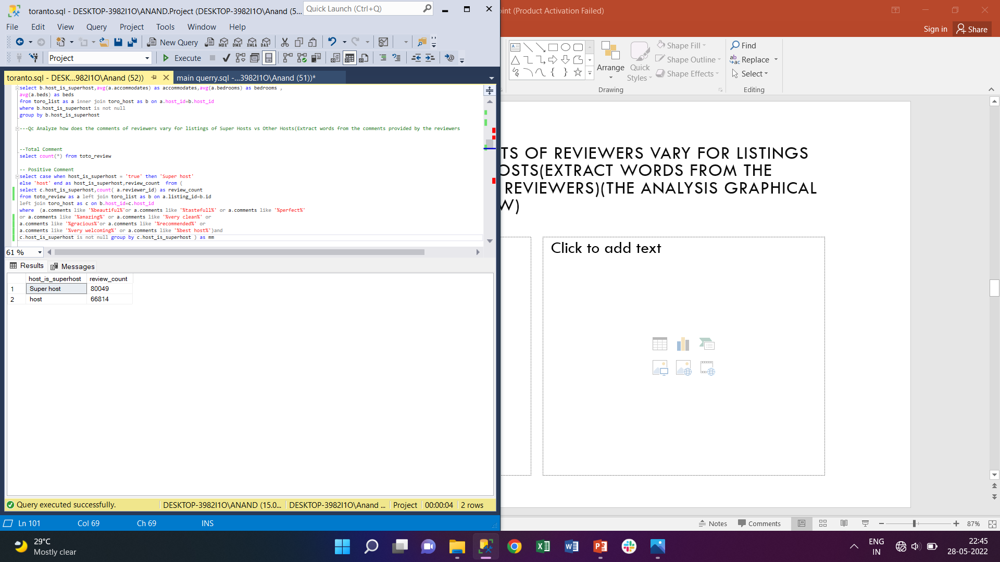 toranto.sql - DESKTOP-3982I1O\ANAND.Project (DESKTOP-3982I1O\Anand (5...
Quick Launch (Ctrl+Q)
File Edit View Query Project Tools Window Help
New Query
MDX DMX XMLA DAX
Project
Execute
toranto.sql - DESK...982I1O\Anand (52))
main querry.sql -...3982I1O\Anand (51))*
select b.host_is_superhost,avg(a.accommodates) as accommodates,avg(a.bedrooms) as bedrooms ,
avg(a.beds) as beds
from toro_list as a inner join toro_host as b on a.host_id=b.host_id
where b.host_is_superhost is not null
group by b.host_is_superhost
---Qc Analyze how does the comments of reviewers vary for listings of Super Hosts vs Other Hosts(Extract words from the comments provided by the reviewers
--Total Comment
select count(*) from toto_review
-- Positive Comment
select case when host_is_superhost = 'true' then 'Super host'
else 'host' end as host_is_superhost,review_count  from (
select c.host_is_superhost,count( a.reviewer_id) as review_count
from toto_review as a left join toro_list as b on a.listing_id=b.id
left join toro_host as c on b.host_id=c.host_id
where  (a.comments like '%beautiful%'or a.comments like '%tastefull%' or a.comments like '%perfect%'
or a.comments like '%amazing%' or a.comments like '%very clean%' or
a.comments like '%gracious%'or a.comments like '%recommended%' or
a.comments like '%very welcoming%' or a.comments like '%best host%')and
c.host_is_superhost is not null group by c.host_is_superhost ) as mm
61 %
Results Messages
host_is_superhost review_count
1 Super host 80049
2 host 66814
Query executed successfully.
DESKTOP-3982I1O\ANAND (15.0... DESKTOP-3982I1O\Anand ... Project 00:00:04 2 rows
Ln 101 Col 69 Ch 69 INS
oint (Product Activation Failed)
Sign in Share
Arrange
Quick
Styles
Shape Fill
Shape Outline
Shape Effects
Drawing
Find
Replace
Select
Editing
TS OF REVIEWERS VARY FOR LISTINGS
OSTS(EXTRACT WORDS FROM THE
REVIEWERS)(THE ANALYSIS GRAPHICAL
W)
Click to add text
Notes Comments 87%
29°C
Mostly clear
ENG
IN
22:45
28-05-2022